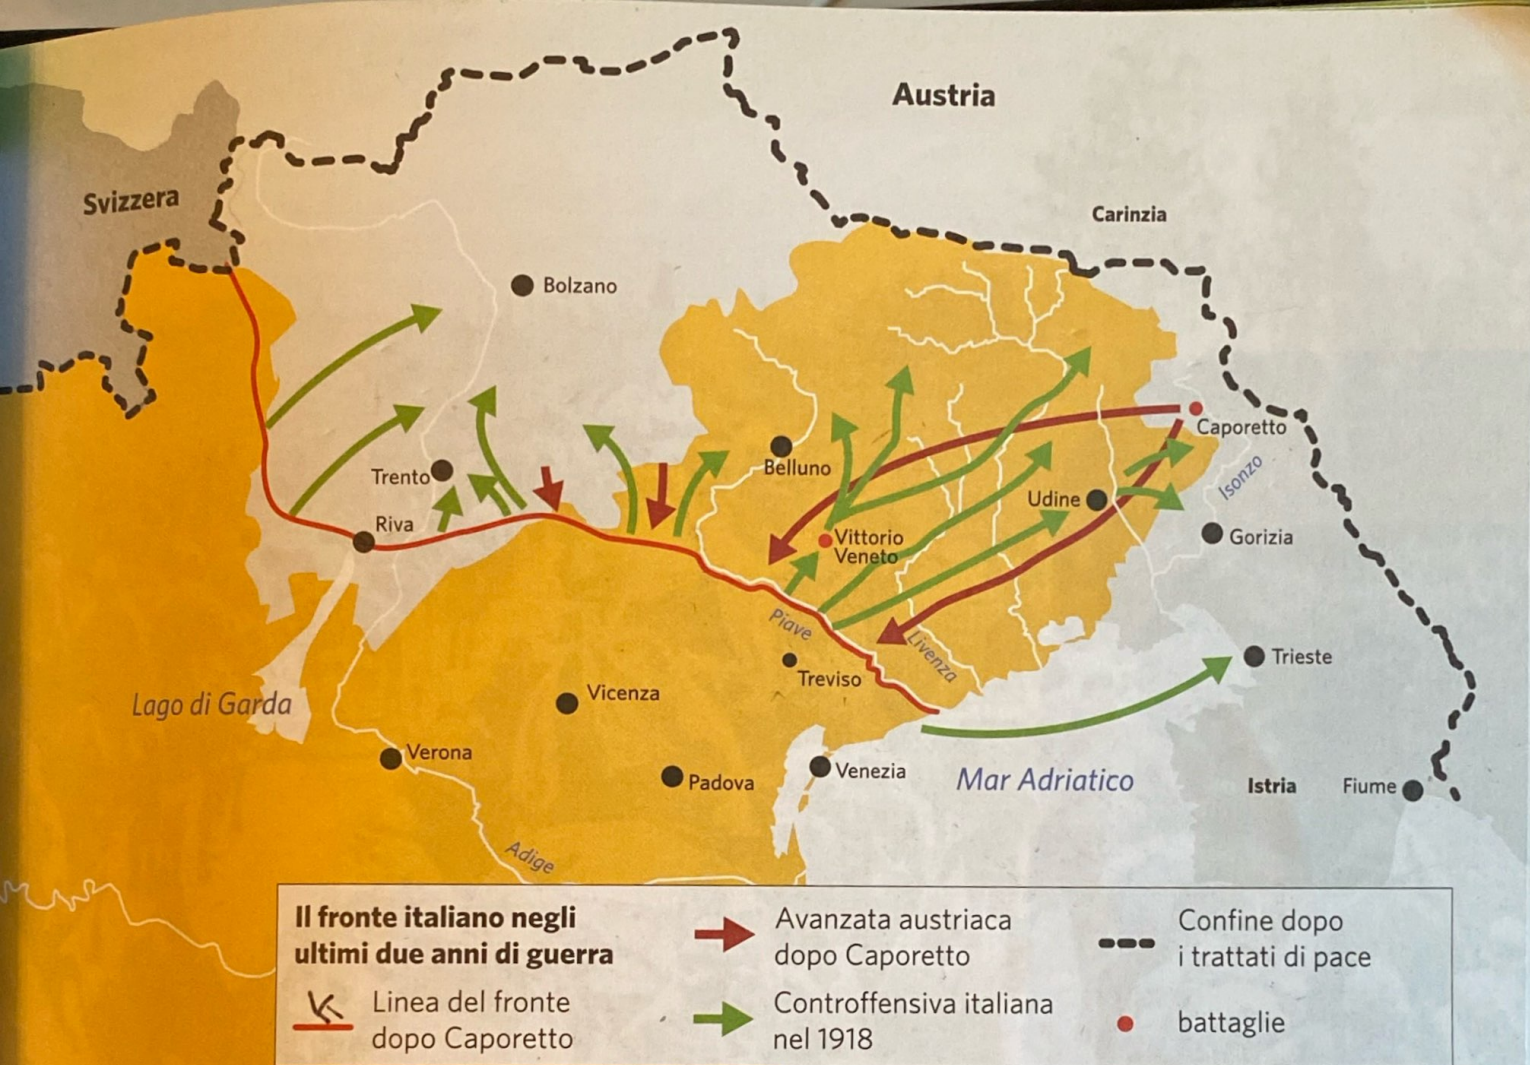 Austria
Svizzera
Carinzia
Bolzano
Caporetto
Belluno
Trento
Isonzo
Udine
Riva
Vittorio
Veneto
Gorizia
Piave
Livenza
Trieste
Treviso
Vicenza
Lago di Garda
Verona
Venezia
Padova
Mar Adriatico
Istria
Fiume
Adige
Il fronte italiano negli
ultimi due anni di guerra
Linea del fronte
dopo Caporetto
Avanzata austriaca
dopo Caporetto
Controffensiva italiana
nel 1918
Confine dopo
i trattati di pace
battaglie